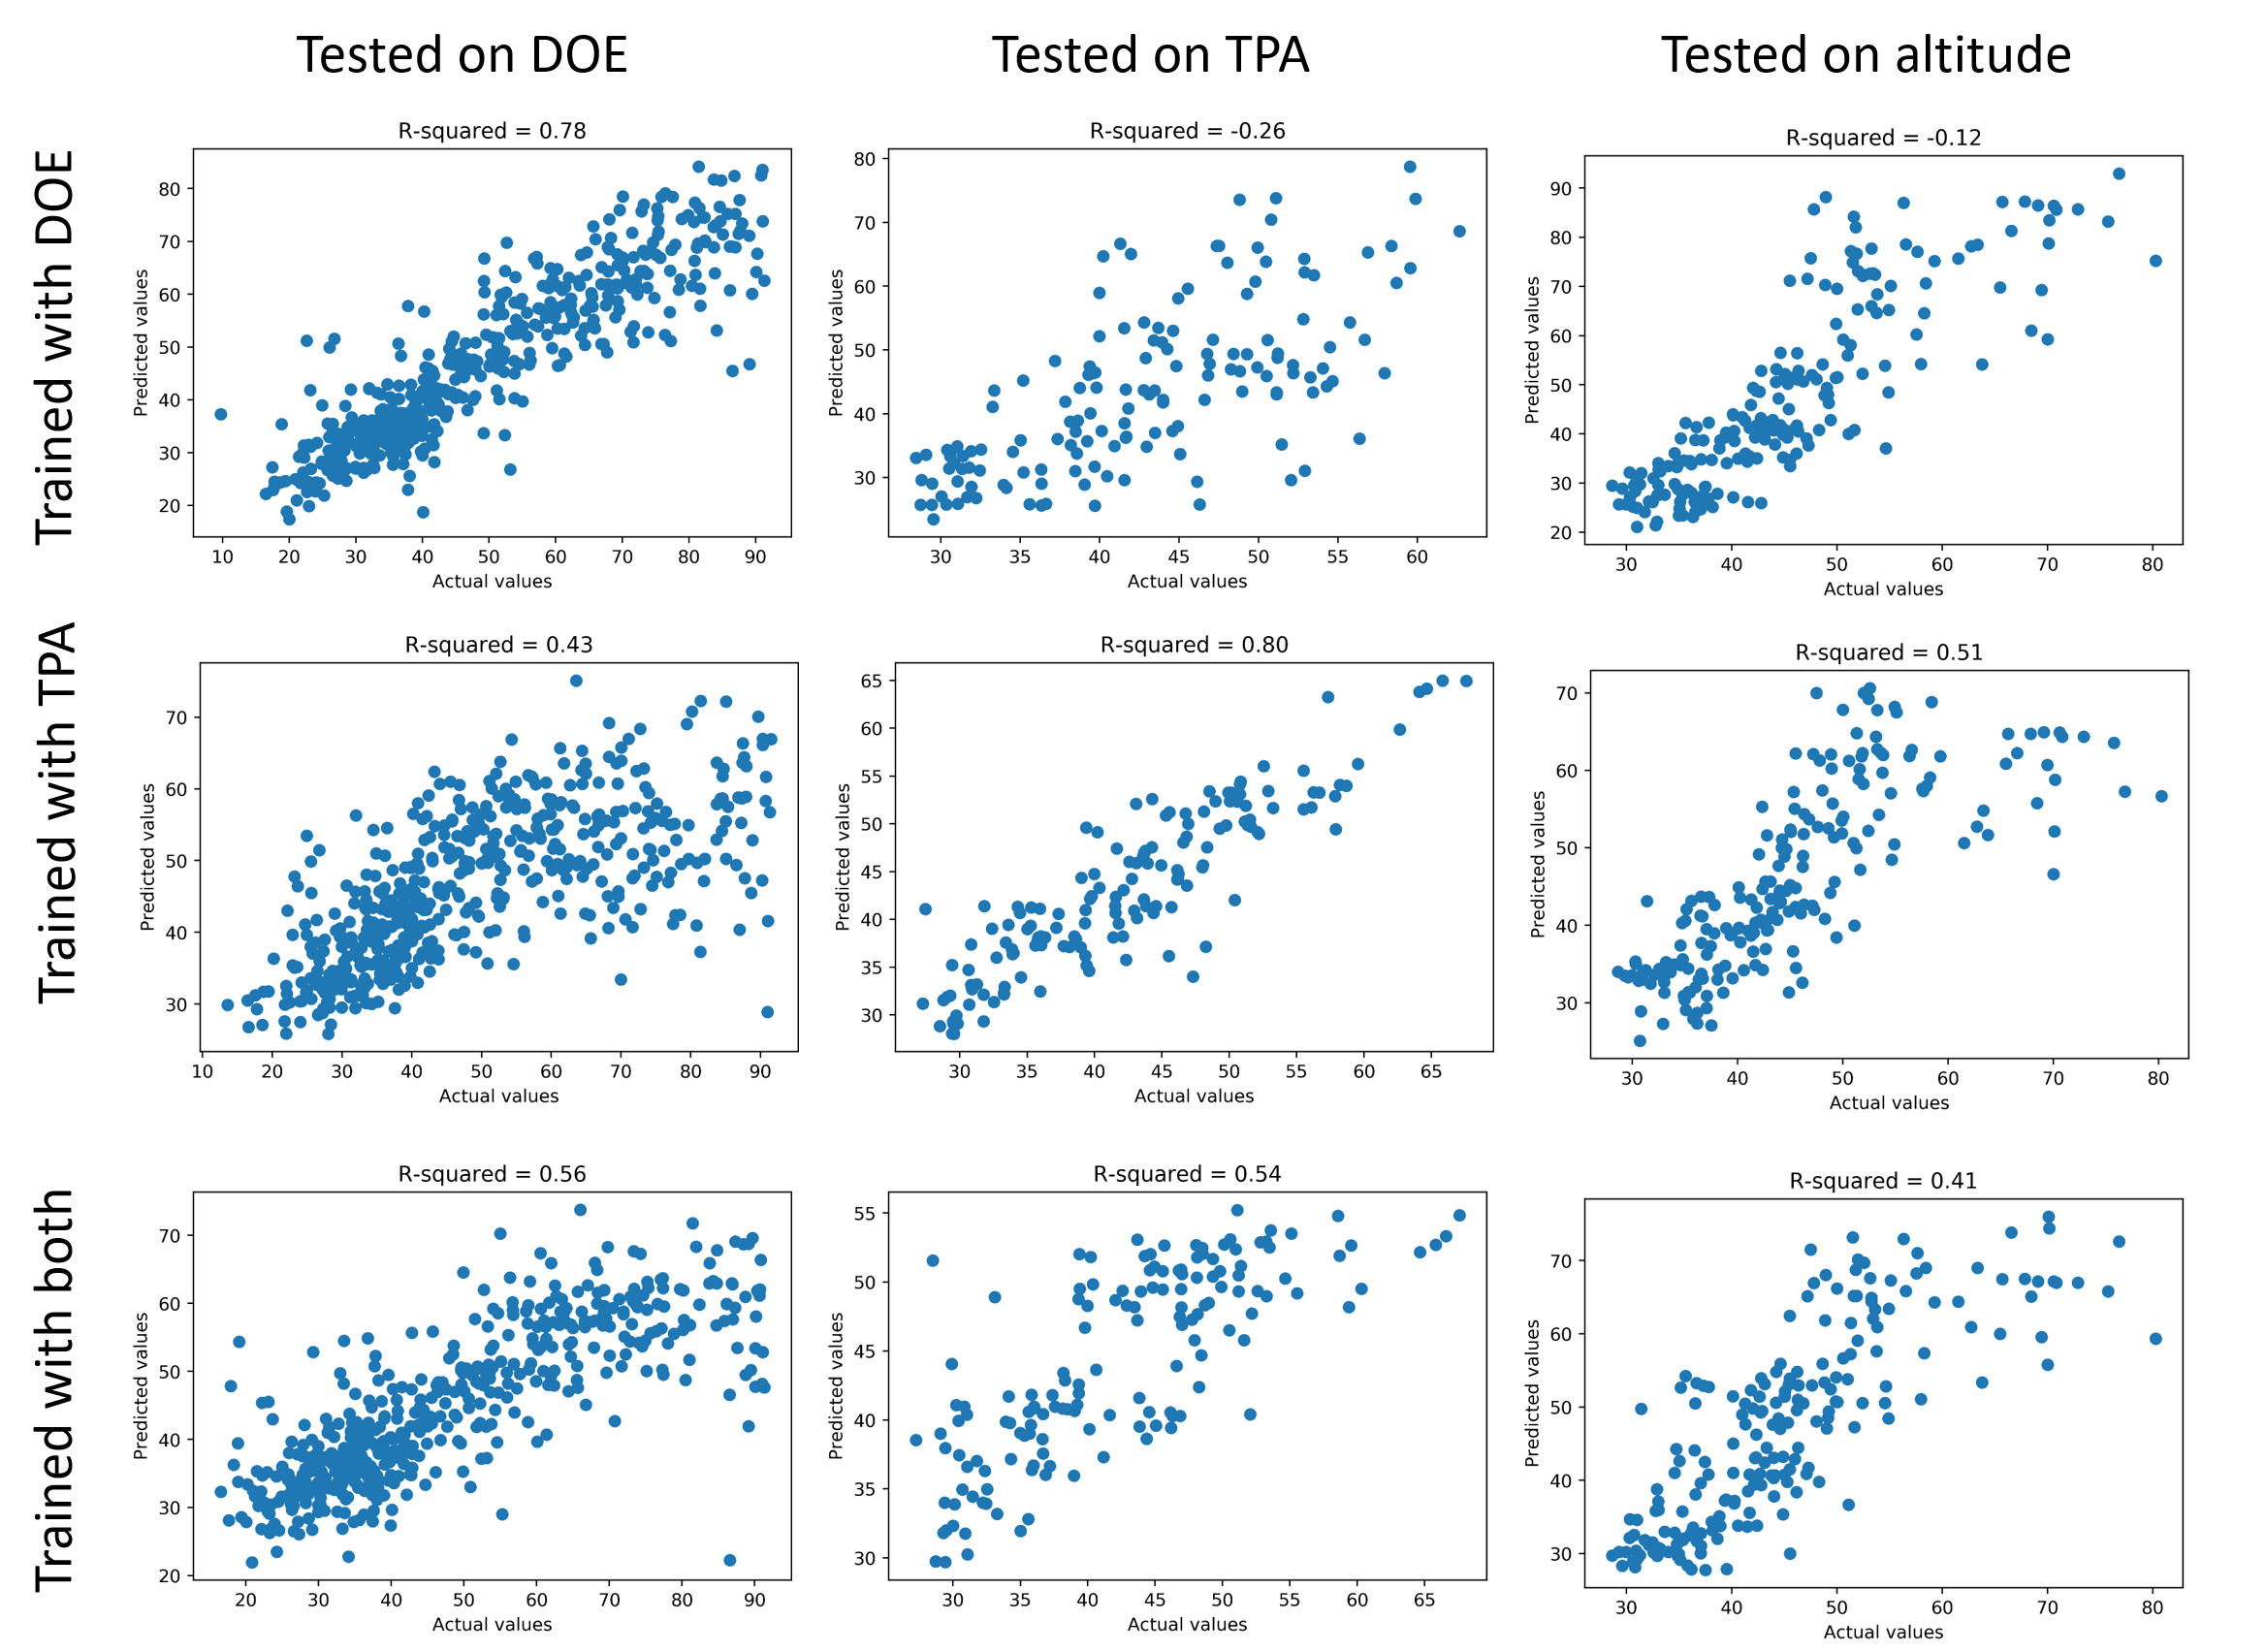 Tested on DOE
Tested on TPA
Tested on altitude
Trained with DOE
R-squared = 0.78
Predicted values
80
70
60
50
40
30
20
10 20 30 40 50 60 70 80 90
Actual values
R-squared = -0.26
Predicted values
80
70
60
50
40
30
30 35 40 45 50 55 60
Actual values
R-squared = -0.12
Predicted values
90
80
70
60
50
40
30
20
30 40 50 60 70 80
Actual values
Trained with TPA
R-squared = 0.43
Predicted values
70
60
50
40
30
10 20 30 40 50 60 70 80 90
Actual values
R-squared = 0.80
Predicted values
65
60
55
50
45
40
35
30
30 35 40 45 50 55 60 65
Actual values
R-squared = 0.51
Predicted values
70
60
50
40
30
30 40 50 60 70 80
Actual values
Trained with both
R-squared = 0.56
Predicted values
70
60
50
40
30
20
20 30 40 50 60 70 80 90
Actual values
R-squared = 0.54
Predicted values
55
50
45
40
35
30
30 35 40 45 50 55 60 65
Actual values
R-squared = 0.41
Predicted values
70
60
50
40
30
30 40 50 60 70 80
Actual values